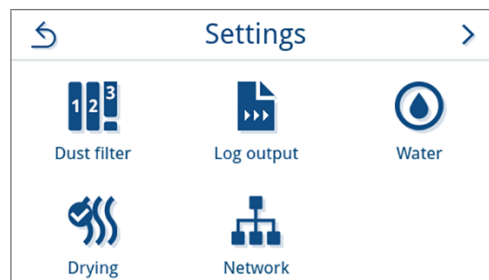 Settings
1 2 3
Dust filter
Log output
Water
Drying
Network